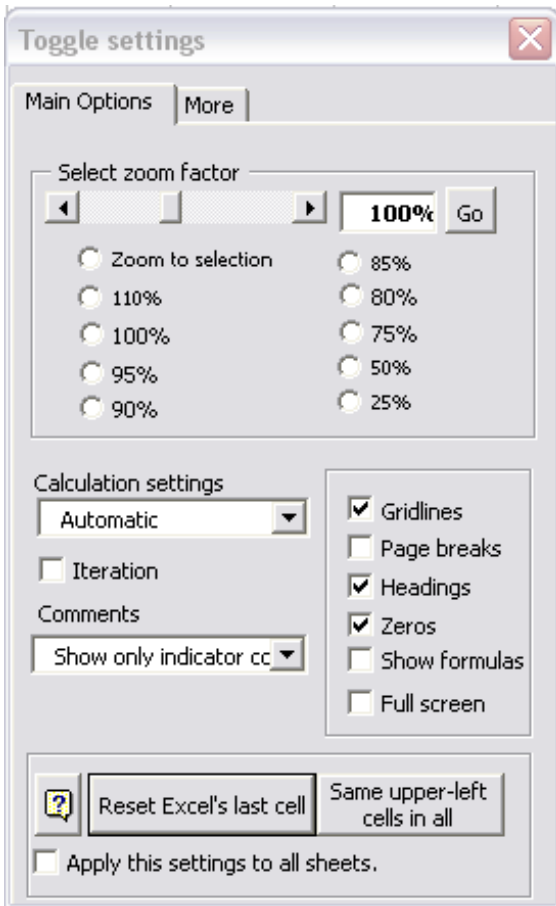 Toggle settings
Main Options
More
Select zoom factor
100%
Go
Zoom to selection
110%
100%
95%
90%
85%
80%
75%
50%
25%
Calculation settings
Automatic
Iteration
Comments
Show only indicator cc
Gridlines
Page breaks
Headings
Zeros
Show formulas
Full screen
?
Reset Excel's last cell
Same upper-left
cells in all
Apply this settings to all sheets.